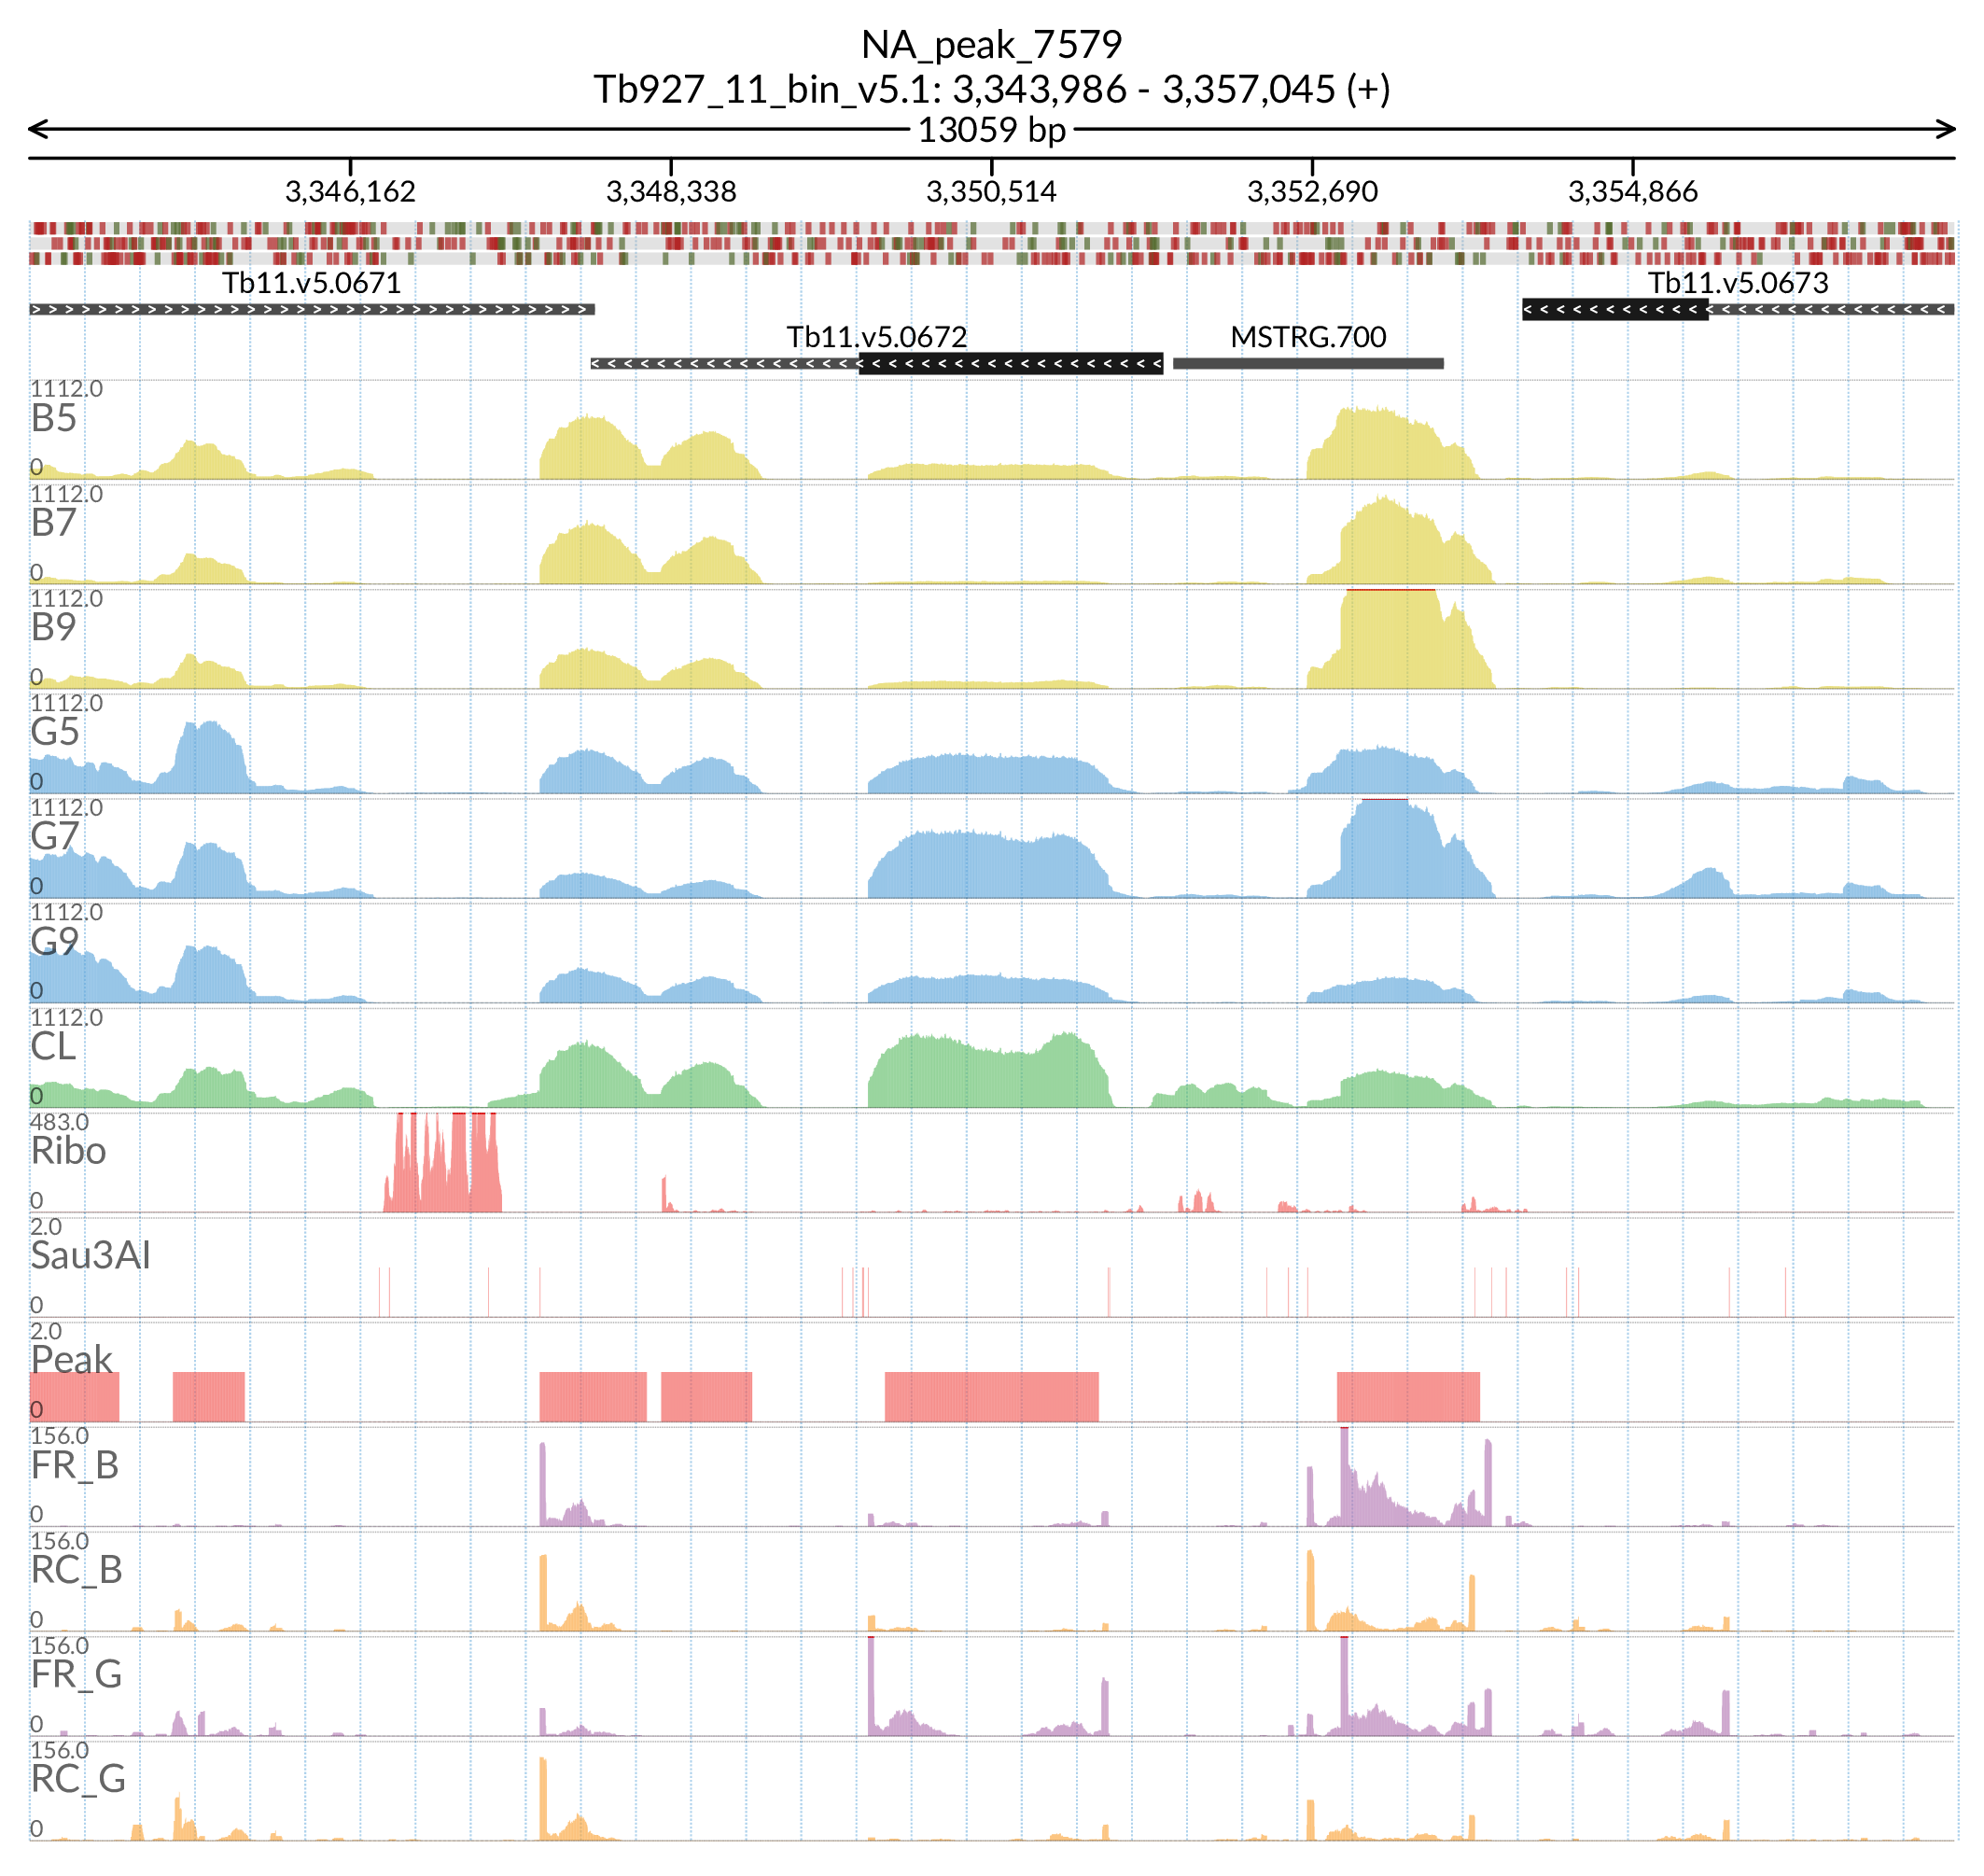 NA_peak_7579
Tb927_11_bin_v5.1: 3,343,986 - 3,357,045 (+)
13059 bp
3,346,162 3,348,338 3,350,514 3,352,690 3,354,866
Tb11.v5.0671 Tb11.v5.0673
Tb11.v5.0672 MSTRG.700
1112.0
B5
0
1112.0
B7
0
1112.0
B9
0
1112.0
G5
0
1112.0
G7
0
1112.0
G9
0
1112.0
CL
0
483.0
Ribo
0
2.0
Sau3AI
0
2.0
Peak
0
156.0
FR_B
0
156.0
RC_B
0
156.0
FR_G
0
156.0
RC_G
0